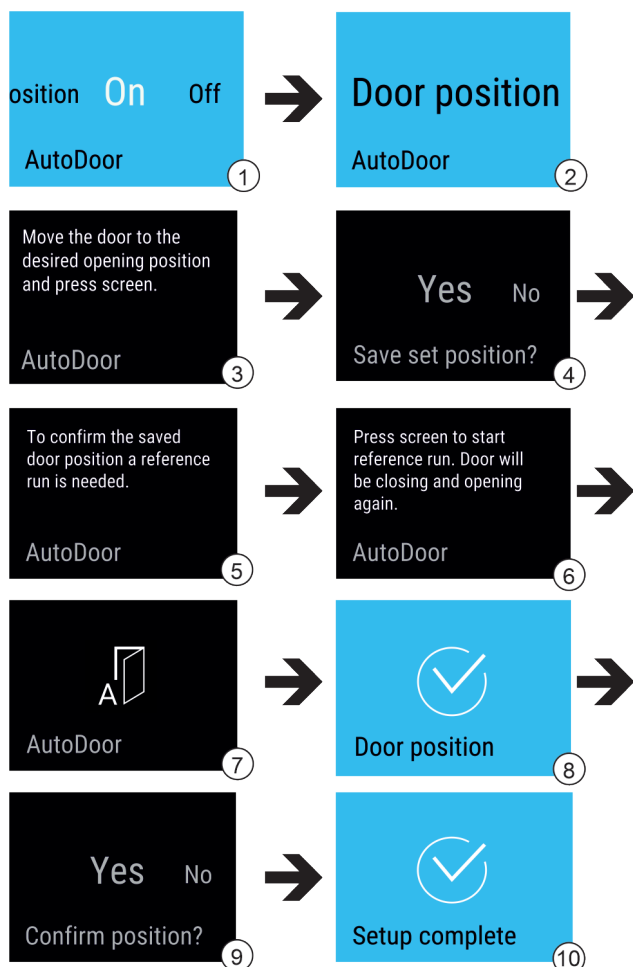 osition On Off
AutoDoor
1
Door position
AutoDoor
2
Move the door to the
desired opening position
and press screen.
AutoDoor
3
Yes No
Save set position?
4
To confirm the saved
door position a reference
run is needed.
AutoDoor
5
Press screen to start
reference run. Door will
be closing and opening
again.
AutoDoor
6
A
AutoDoor
7
Door position
8
Yes No
Confirm position?
9
Setup complete
10